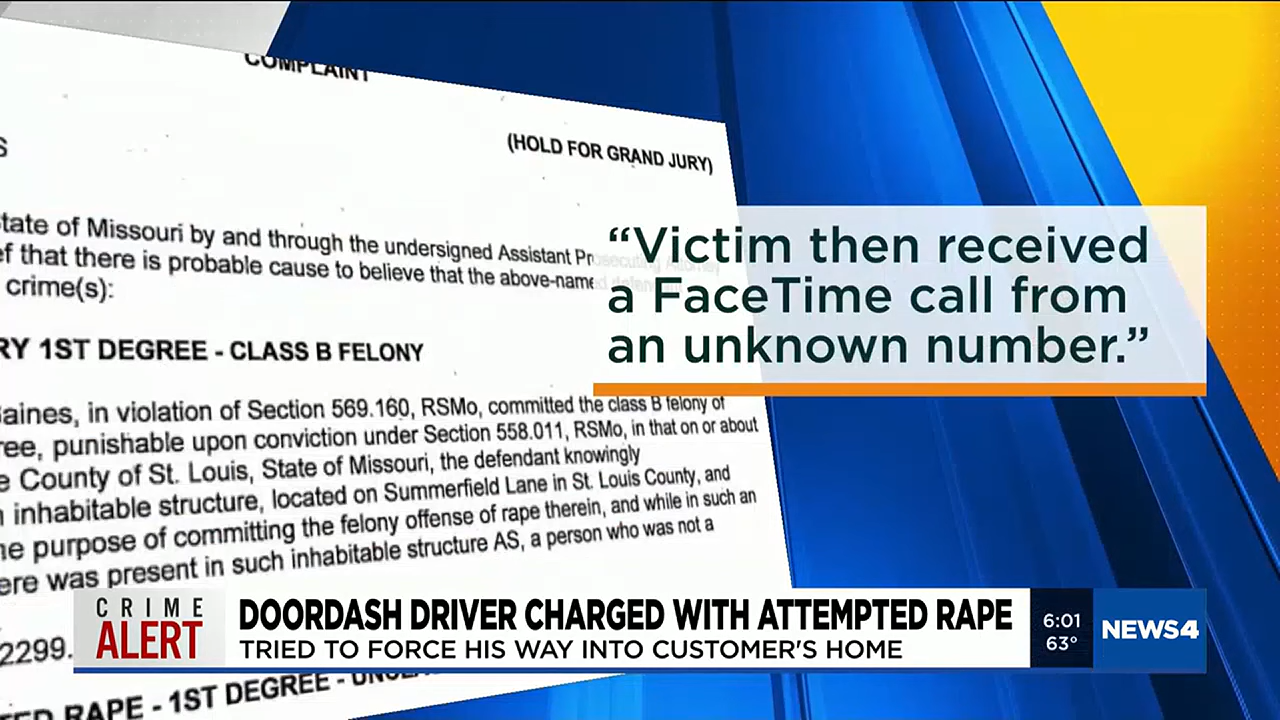 COMPLAINT
S
(HOLD FOR GRAND JURY)
tate of Missouri by and through the undersigned Assistant Prosecuting Attorney
ef that there is probable cause to believe that the above-named defendant
crime(s):
RY 1ST DEGREE - CLASS B FELONY
Gaines, in violation of Section 569.160, RSMo, committed the class B felony of
ree, punishable upon conviction under Section 558.011, RSMo, in that on or about
e County of St. Louis, State of Missouri, the defendant knowingly
n inhabitable structure, located on Summerfield Lane in St. Louis County, and
he purpose of committing the felony offense of rape therein, and while in such an
ere was present in such inhabitable structure AS, a person who was not a
2299.
TED RAPE - 1ST DEGREE -
“Victim then received
a FaceTime call from
an unknown number.”
CRIME
ALERT
DOORDASH DRIVER CHARGED WITH ATTEMPTED RAPE
TRIED TO FORCE HIS WAY INTO CUSTOMER'S HOME
6:01
63°
NEWS4